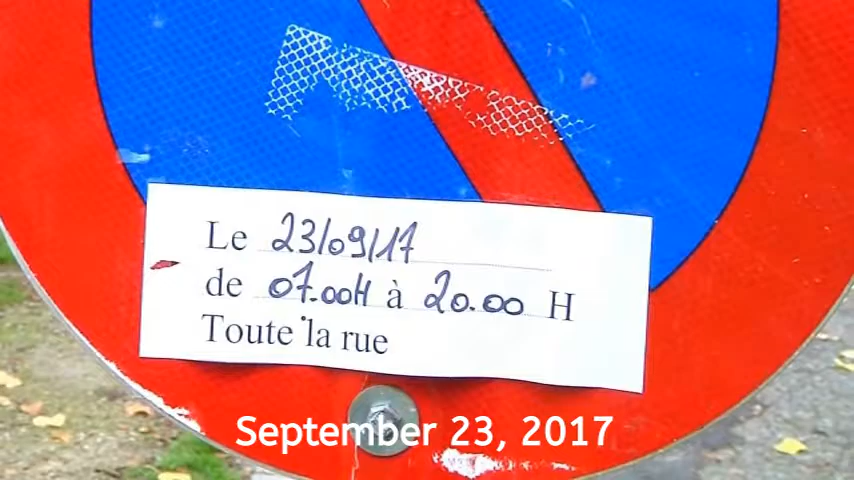 Le 23/09/17
de 07.00H à 20.00 H
Toute la rue
September 23, 2017